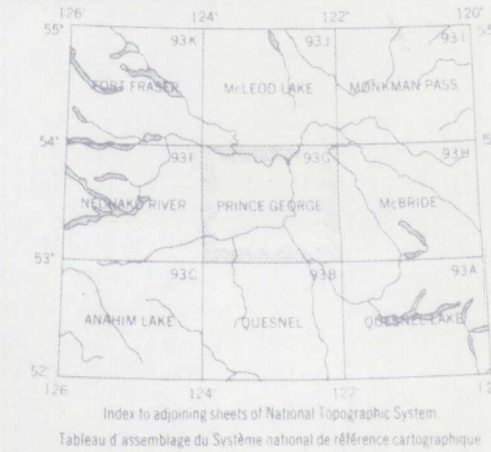 126° 124° 122° 120°
55°
93K 93J 93-I
FORT FRASER McLEOD LAKE MONKMAN PASS
54°
93F 93G 93H
NECHAKO RIVER PRINCE GEORGE McBRIDE
53°
93C 93B 93A
ANAHIM LAKE QUESNEL QUESNEL LAKE
52°
126 124° 122°
Index to adjoining sheets of National Topographic System
Tableau d'assemblage du Système national de référence cartographique